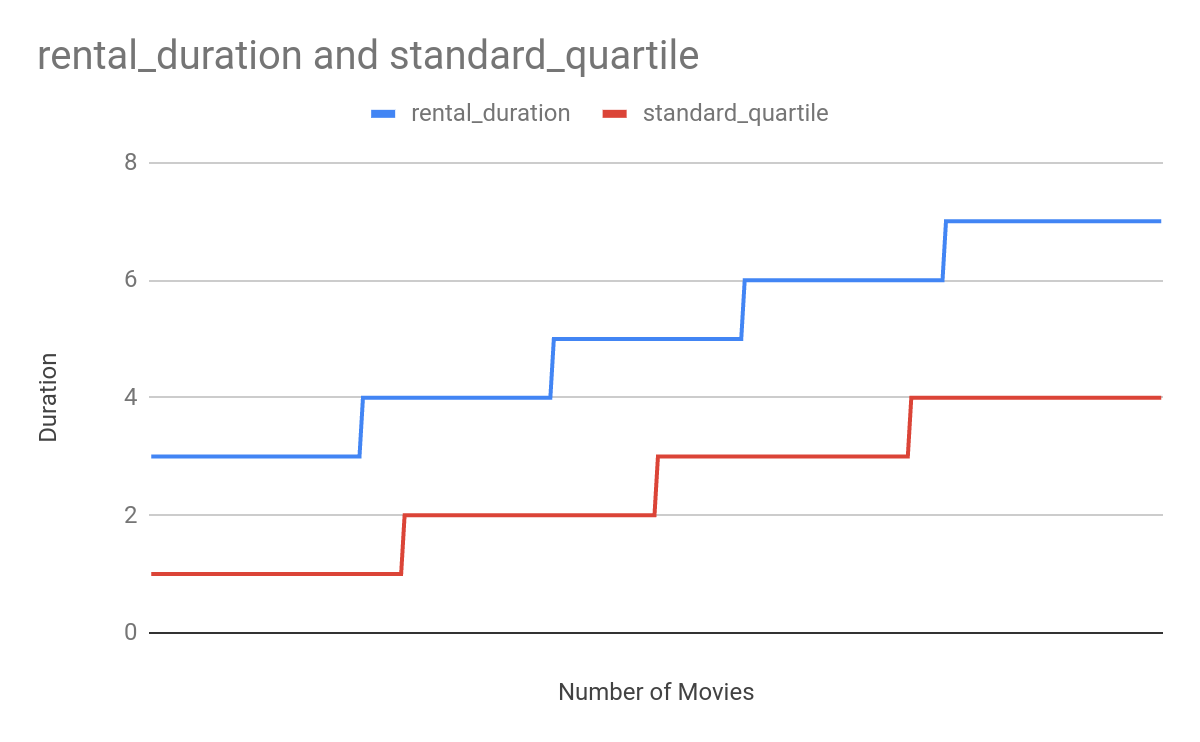 rental_duration and standard_quartile
rental_duration standard_quartile
8
6
4
2
0
Duration
Number of Movies